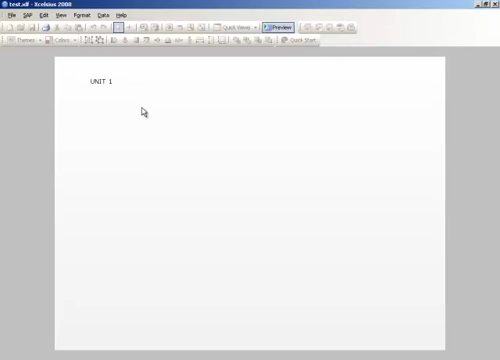 test.xlf - Xcelsius 2008
File SAP Edit View Format Data Help
Quick Views Preview
Themes Colors Quick Start
UNIT 1